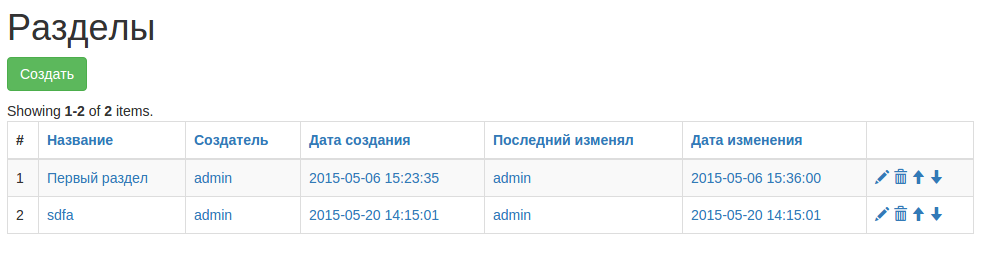 Разделы
Создать
Showing 1-2 of 2 items.
# Название Создатель Дата создания Последний изменял Дата изменения
1 Первый раздел admin 2015-05-06 15:23:35 admin 2015-05-06 15:36:00
2 sdfa admin 2015-05-20 14:15:01 admin 2015-05-20 14:15:01